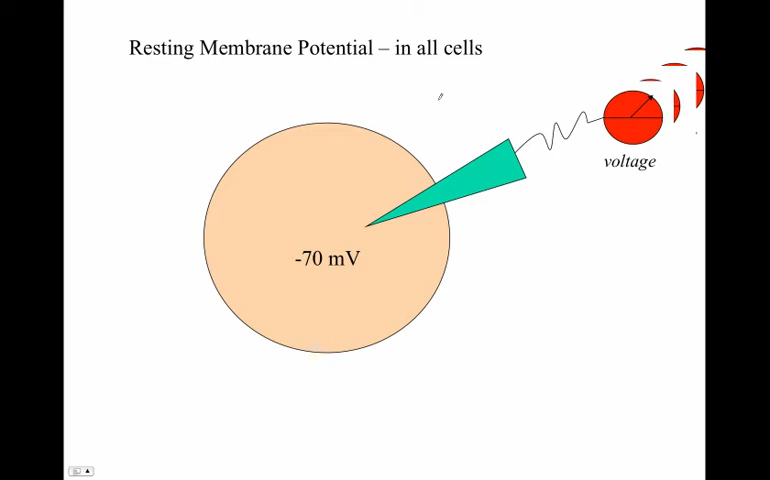 Resting Membrane Potential – in all cells
voltage
-70 mV